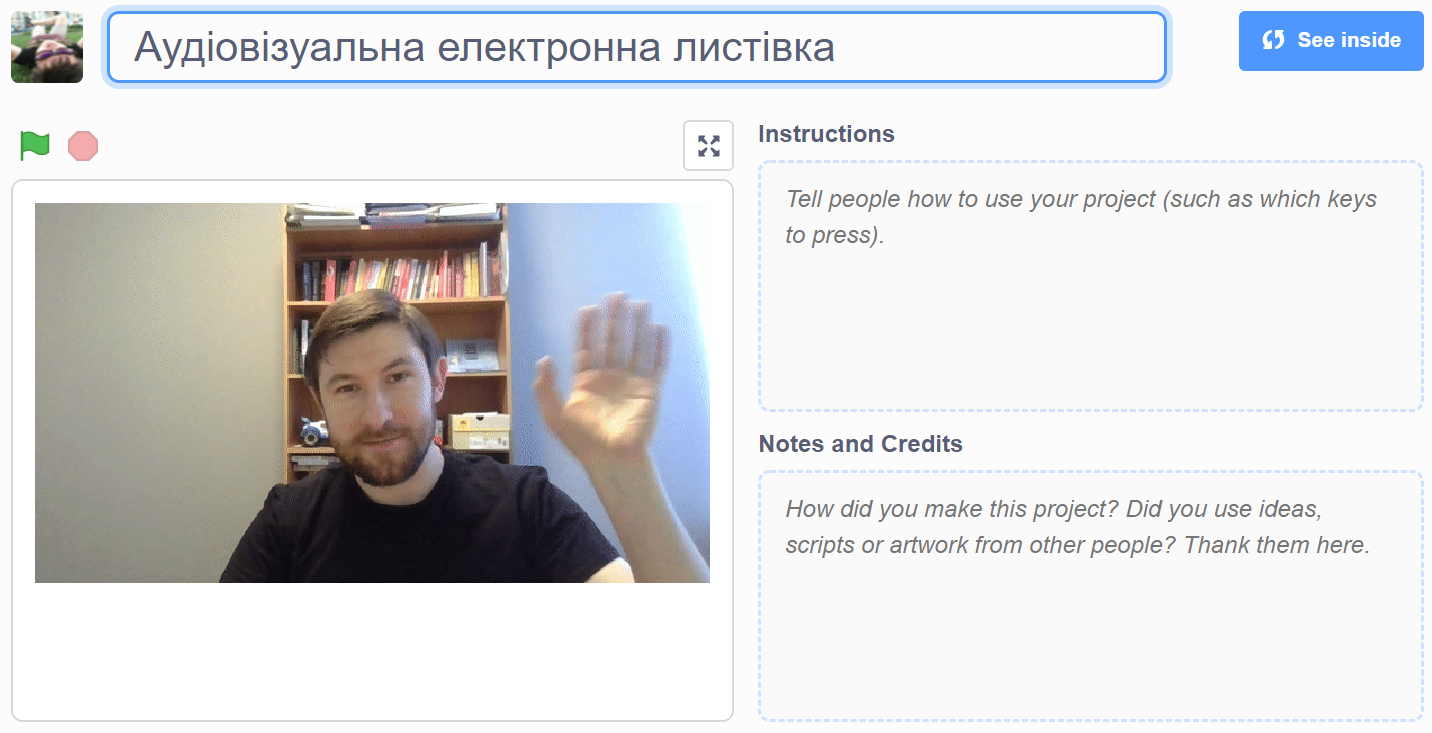 Аудіовізуальна електронна листівка
See inside
Instructions
Tell people how to use your project (such as which keys
to press).
Notes and Credits
How did you make this project? Did you use ideas,
scripts or artwork from other people? Thank them here.